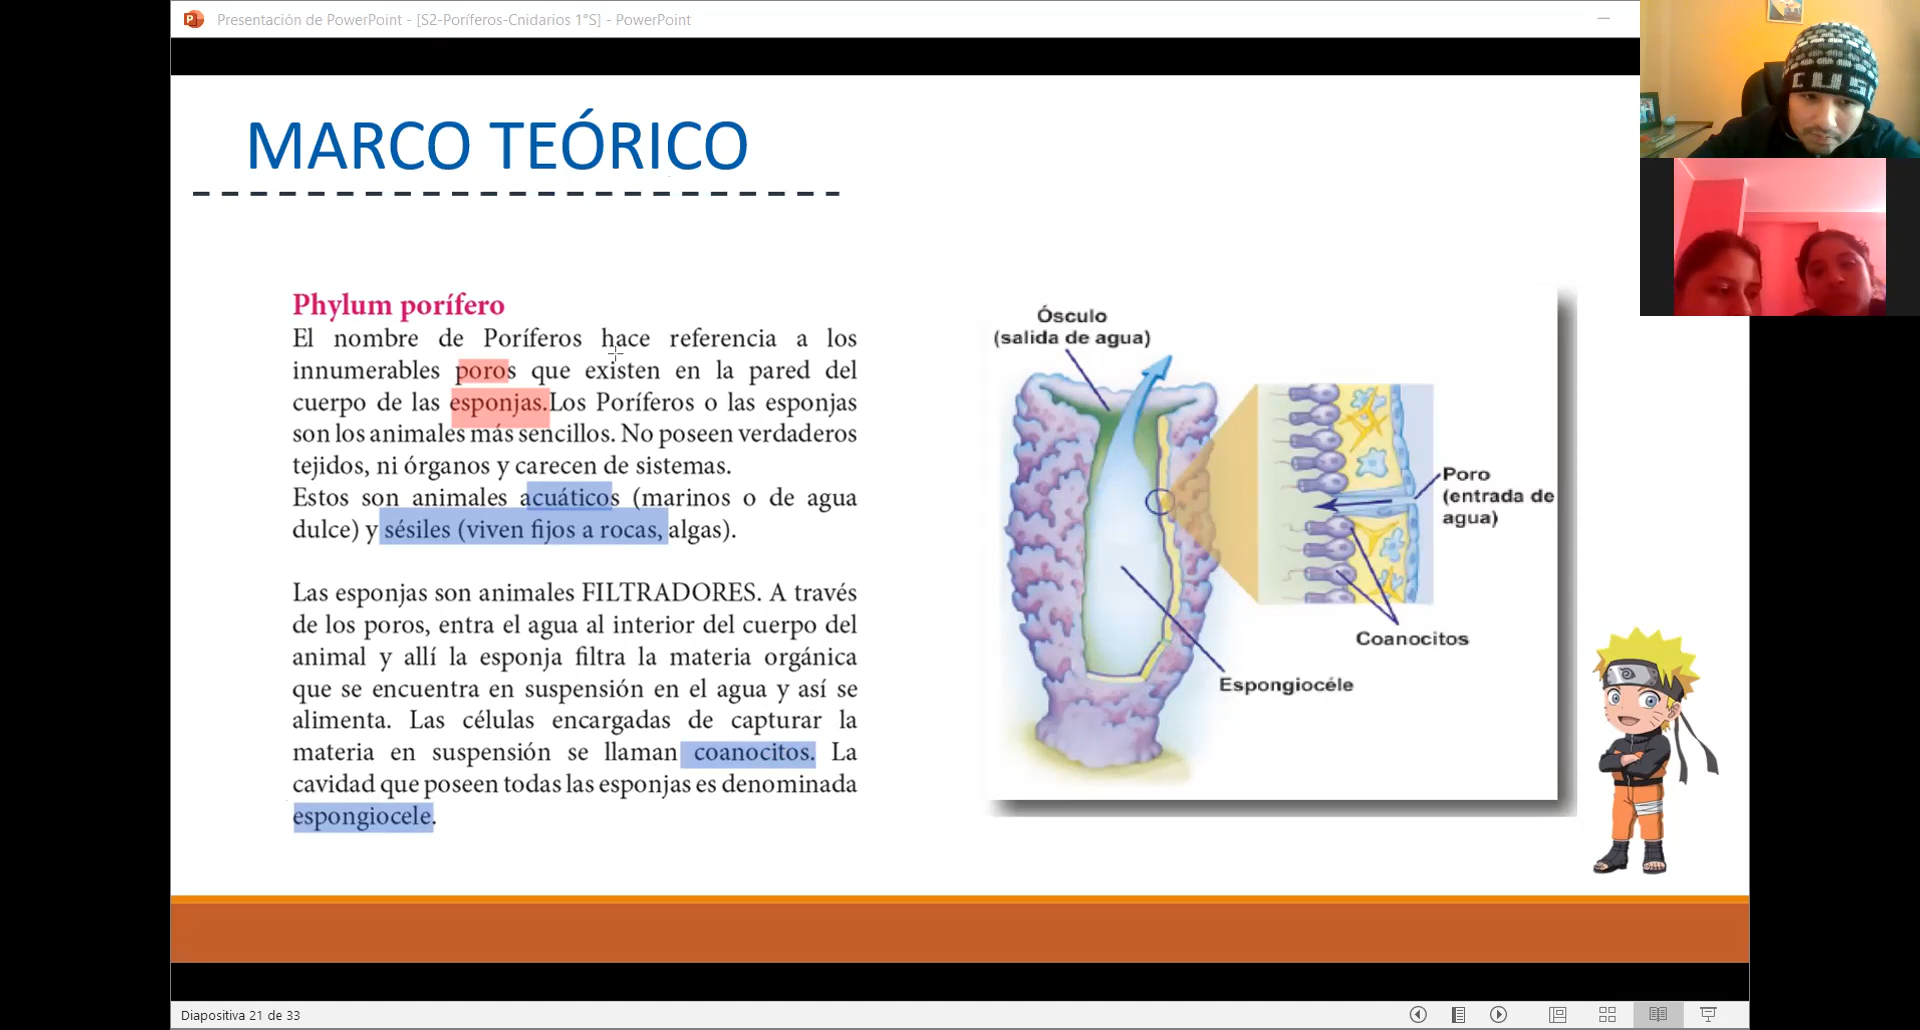 Presentación de PowerPoint - [S2-Poríferos-Cnidarios 1°S] - PowerPoint
CUS
MARCO TEÓRICO
Phylum porífero
El nombre de Poríferos hace referencia a los
innumerables poros que existen en la pared del
cuerpo de las esponjas.Los Poríferos o las esponjas
son los animales más sencillos. No poseen verdaderos
tejidos, ni órganos y carecen de sistemas.
Estos son animales acuáticos (marinos o de agua
dulce) y sésiles (viven fijos a rocas, algas).
Las esponjas son animales FILTRADORES. A través
de los poros, entra el agua al interior del cuerpo del
animal y allí la esponja filtra la materia orgánica
que se encuentra en suspensión en el agua y así se
alimenta. Las células encargadas de capturar la
materia en suspensión se llaman coanocitos. La
cavidad que poseen todas las esponjas es denominada
espongiocele.
Ósculo
(salida de agua)
Poro
(entrada de
agua)
Coanocitos
Espongiocéle
Diapositiva 21 de 33